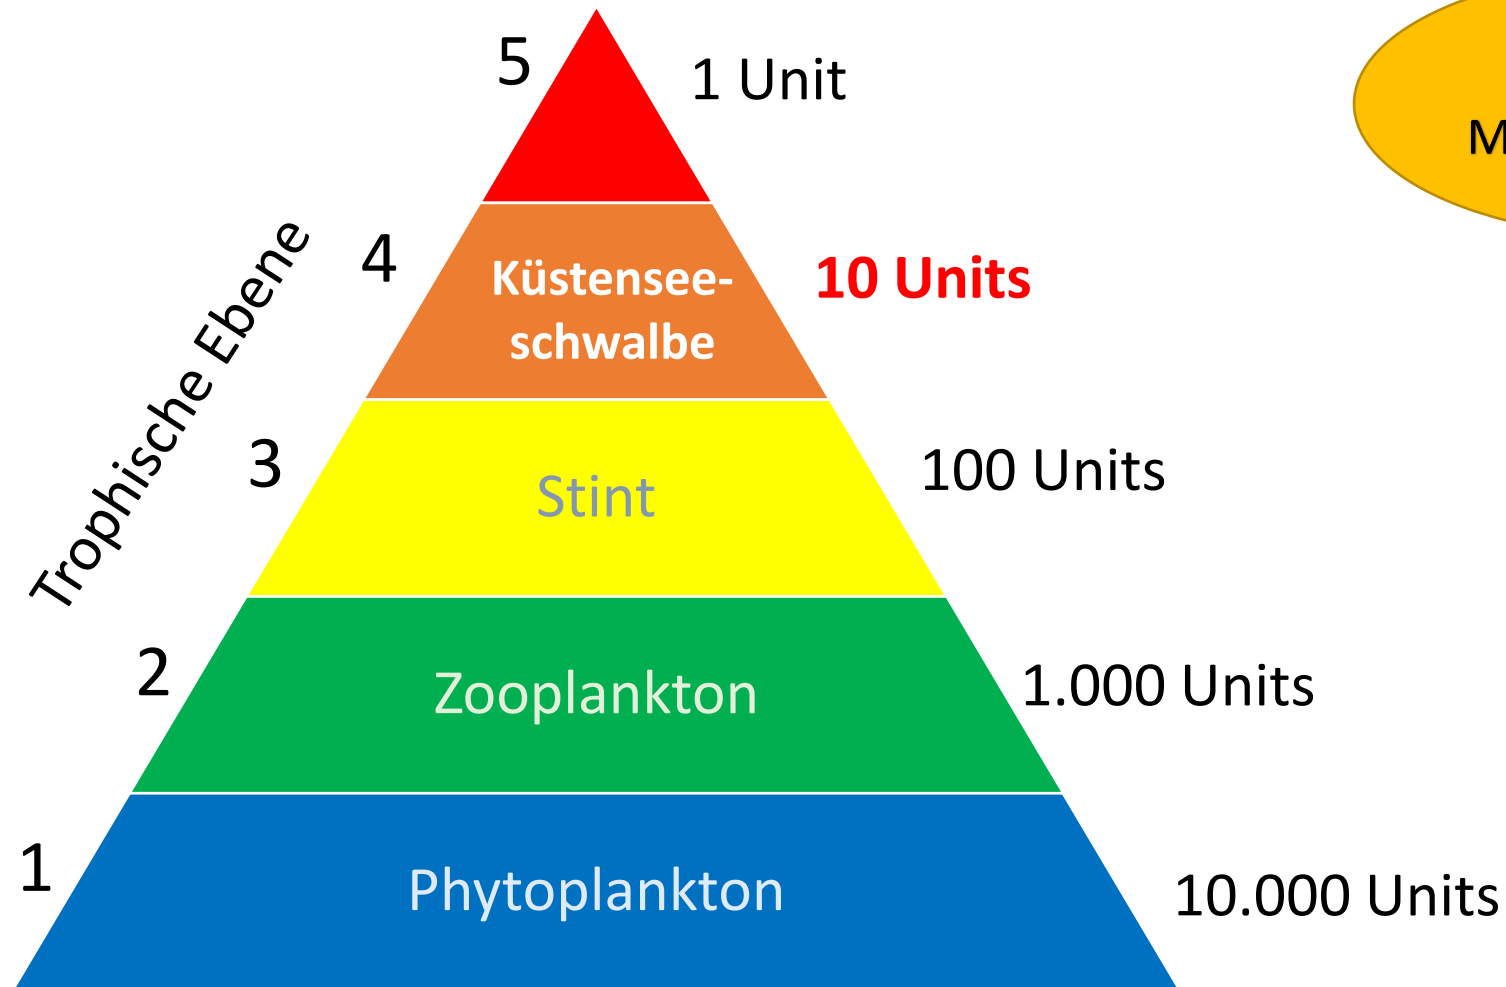 5
1 Unit
Trophische Ebene
4
Küstensee-
schwalbe
10 Units
3
Stint
100 Units
2
Zooplankton
1.000 Units
1
Phytoplankton
10.000 Units